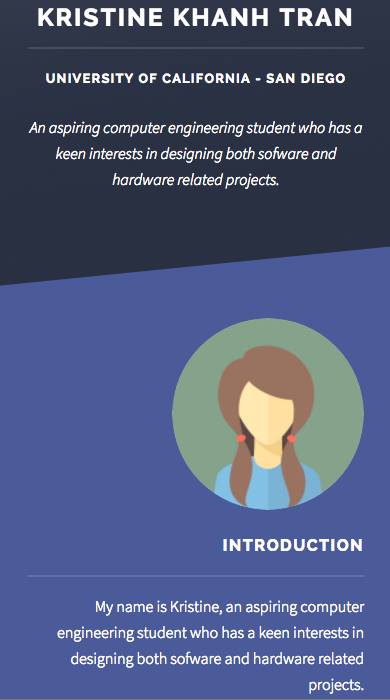 KRISTINE KHANH TRAN
UNIVERSITY OF CALIFORNIA - SAN DIEGO
An aspiring computer engineering student who has a
keen interests in designing both sofware and
hardware related projects.
INTRODUCTION
My name is Kristine, an aspiring computer
engineering student who has a keen interests in
designing both sofware and hardware related
projects.